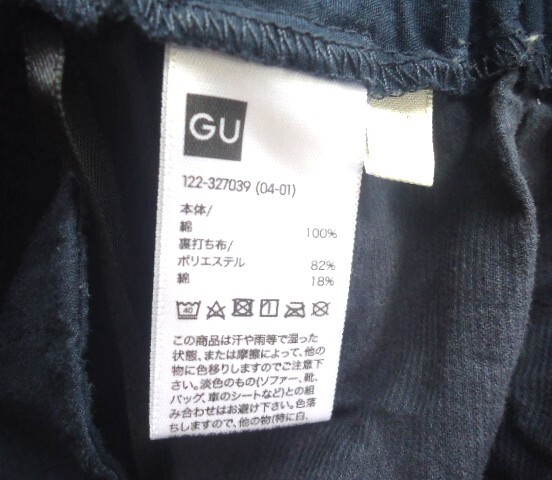 GU
122-327039 (04-01)
本体/
綿
100%
裏打ち布/
ポリエステル 82%
綿 18%
40
この商品は汗や雨等で湿った
状態、または摩擦によって、他の
物に色移りしますのでご注意下
さい。淡色のもの(ソファー、靴、
バッグ、車のシートなど)との組
み合わせはお避け下さい。色落
ちしますので、他の物(特に白、